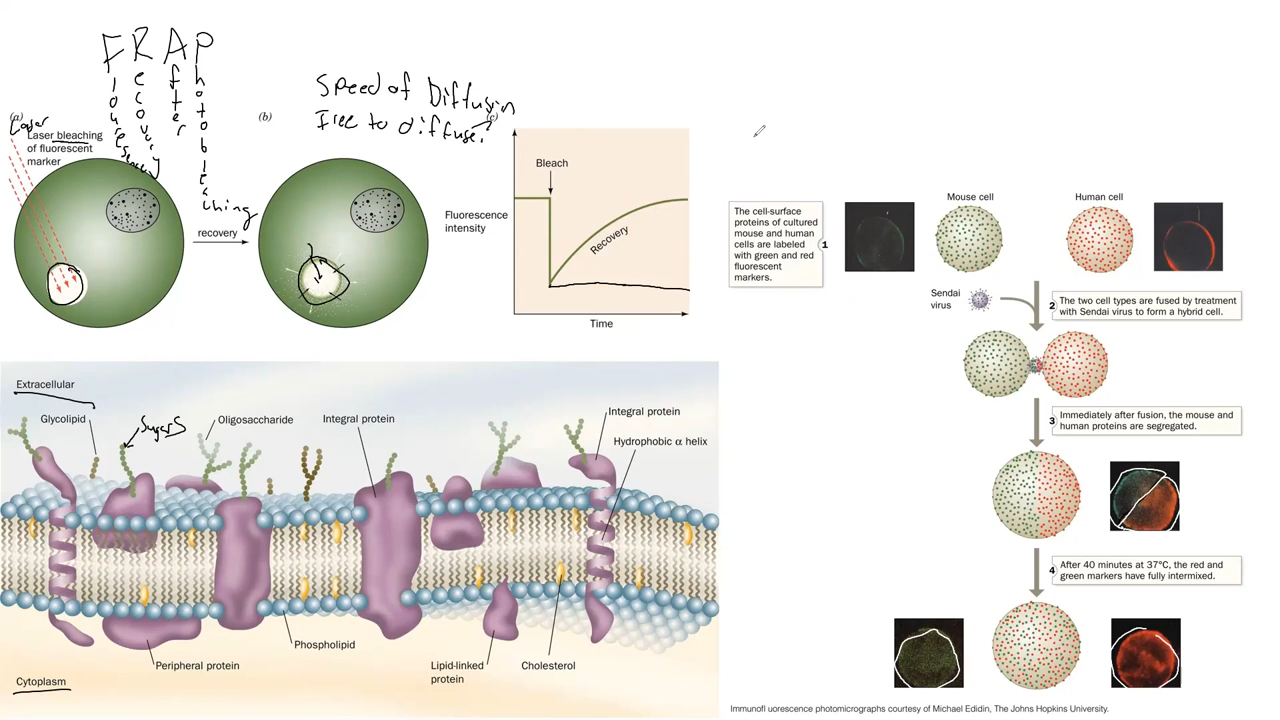 FRAP
Flouresence
Recovery
After
Photobleaching
Speed of Diffusion
Free to diffuse?
(a)
Laser
Laser bleaching
of fluorescent
marker
recovery
(b)
(c)
Bleach
Fluorescence
intensity
Recovery
Time
Extracellular
Glycolipid
Sugars
Oligosaccharide
Integral protein
Integral protein
Hydrophobic α helix
Phospholipid
Peripheral protein
Lipid-linked
protein
Cholesterol
Cytoplasm
Mouse cell
Human cell
The cell-surface
proteins of cultured
mouse and human
cells are labeled
with green and red
fluorescent
markers.
1
Sendai
virus
2
The two cell types are fused by treatment
with Sendai virus to form a hybrid cell.
3
Immediately after fusion, the mouse and
human proteins are segregated.
4
After 40 minutes at 37°C, the red and
green markers have fully intermixed.
Immunofl uorescence photomicrographs courtesy of Michael Edidin, The Johns Hopkins University.